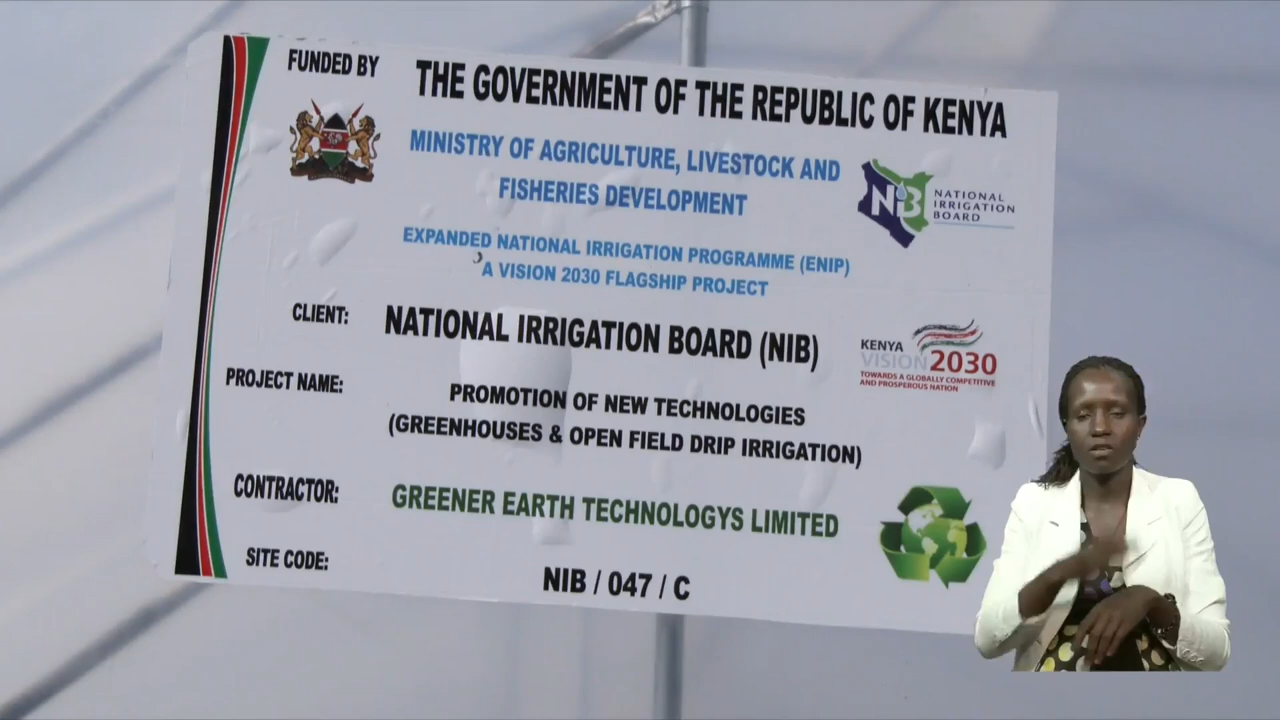 FUNDED BY
THE GOVERNMENT OF THE REPUBLIC OF KENYA
MINISTRY OF AGRICULTURE, LIVESTOCK AND
FISHERIES DEVELOPMENT
NIB
NATIONAL
IRRIGATION
BOARD
EXPANDED NATIONAL IRRIGATION PROGRAMME (ENIP)
A VISION 2030 FLAGSHIP PROJECT
CLIENT:
NATIONAL IRRIGATION BOARD (NIB)
KENYA
VISION 2030
TOWARDS A GLOBALLY COMPETITIVE
AND PROSPEROUS NATION
PROJECT NAME:
PROMOTION OF NEW TECHNOLOGIES
(GREENHOUSES & OPEN FIELD DRIP IRRIGATION)
CONTRACTOR:
GREENER EARTH TECHNOLOGYS LIMITED
SITE CODE:
NIB / 047 / C